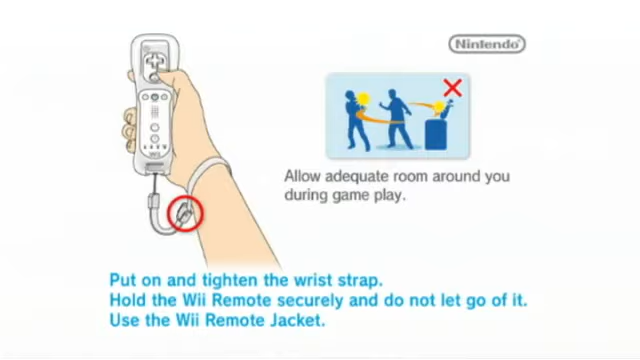 Nintendo
Allow adequate room around you
during game play.
Put on and tighten the wrist strap.
Hold the Wii Remote securely and do not let go of it.
Use the Wii Remote Jacket.